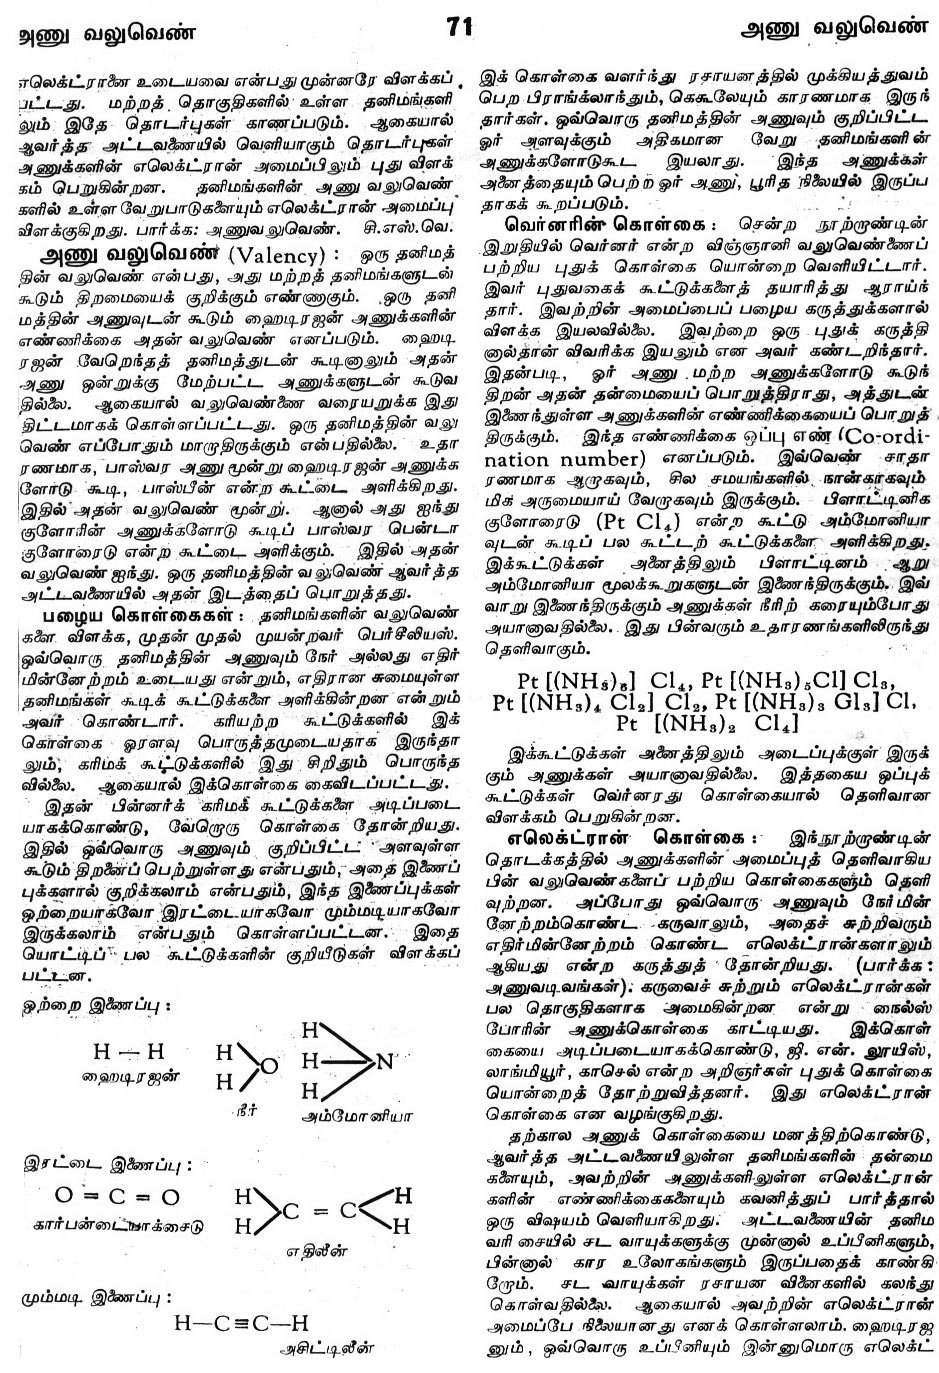 அணு வலுவெண்
71
அணு வலுவெண்
எலெக்ட்ரானை உடையவை என்பது முன்னரே விளக்கப்
பட்டது. மற்றத் தொகுதிகளில் உள்ள தனிமங்களி
லும் இதே தொடர்புகள் காணப்படும். ஆகையால்
ஆவர்த்த அட்டவணையில் வெளியாகும் தொடர்புகள்
அணுக்களின் எலெக்ட்ரான் அமைப்பிலும் புது விளக்
கம் பெறுகின்றன. தனிமங்களின் அணு வலுவெண்
களில் உள்ள வேறுபாடுகளையும் எலெக்ட்ரான் அமைப்பு
விளக்குகிறது. பார்க்க: அணுவலுவெண். சி.எஸ்.வெ.
அணு வலுவெண் (Valency) : ஒரு தனிமத்
தின் வலுவெண் என்பது, அது மற்றத் தனிமங்களுடன்
கூடும் திறமையைக் குறிக்கும் எண்ணாகும். ஒரு தனி
மத்தின் அணுவுடன் கூடும் ஹைடிரஜன் அணுக்களின்
எண்ணிக்கை அதன் வலுவெண் எனப்படும். ஹைடி
ரஜன் வேறெந்தத் தனிமத்துடன் கூடினாலும் அதன்
அணு ஒன்றுக்கு மேற்பட்ட அணுக்களுடன் கூடுவ
தில்லை. ஆகையால் வலுவெண்ணை வரையறுக்க இது
திட்டமாகக் கொள்ளப்பட்டது. ஒரு தனிமத்தின் வலு
வெண் எப்போதும் மாறாதிருக்கும் என்பதில்லை. உதா
ரணமாக, பாஸ்வர அணு மூன்று ஹைடிரஜன் அணுக்க
ளோடு கூடி, பாஸ்பீன் என்ற கூட்டை அளிக்கிறது.
இதில் அதன் வலுவெண் மூன்று. ஆனால் அது ஐந்து
குளோரின் அணுக்களோடு கூடிப் பாஸ்வர பென்டா
குளோரைடு என்ற கூட்டை அளிக்கும். இதில் அதன்
வலுவெண் ஐந்து. ஒரு தனிமத்தின் வலுவெண் ஆவர்த்த
அட்டவணையில் அதன் இடத்தைப் பொறுத்தது.
பழைய கொள்கைகள் : தனிமங்களின் வலுவெண்
களை விளக்க, முதன் முதல் முயன்றவர் பெர்சீலியஸ்.
ஒவ்வொரு தனிமத்தின் அணுவும் நேர் அல்லது எதிர்
மின்னேற்றம் உடையது என்றும், எதிரான சுமையுள்ள
தனிமங்கள் கூடிக் கூட்டுக்களை அளிக்கின்றன என்றும்
அவர் கொண்டார். கரியற்ற கூட்டுக்களில் இக்
கொள்கை ஓரளவு பொருத்தமுடையதாக இருந்தா
லும், கரிமக் கூட்டுக்களில் இது சிறிதும் பொருந்த
வில்லை. ஆகையால் இக்கொள்கை கைவிடப்பட்டது.
இதன் பின்னர்க் கரிமக் கூட்டுக்களை அடிப்படை
யாகக்கொண்டு, வேறொரு கொள்கை தோன்றியது.
இதில் ஒவ்வொரு அணுவும் குறிப்பிட்ட அளவுள்ள
கூடும் திறனைப் பெற்றுள்ளது என்பதும், அதை இணைப்
புக்களால் குறிக்கலாம் என்பதும், இந்த இணைப்புக்கள்
ஒற்றையாகவோ இரட்டையாகவோ மும்மடியாகவோ
இருக்கலாம் என்பதும் கொள்ளப்பட்டன. இதை
யொட்டிப் பல கூட்டுக்களின் குறியீடுகள் விளக்கப்
பட்டன.
ஒற்றை இணைப்பு :
H — H
ஹைடிரஜன்
H
H
O
நீர்
H
H
H
N
அம்மோனியா
இரட்டை இணைப்பு :
O = C = O
கார்பன்டையாக்சைடு
H
H
C = C
H
H
எதிலீன்
மும்மடி இணைப்பு :
H—C≡C—H
அசிட்டிலீன்
இக் கொள்கை வளர்ந்து ரசாயனத்தில் முக்கியத்துவம்
பெற பிராங்க்லாந்தும், கெகூலேயும் காரணமாக இருந்
தார்கள். ஒவ்வொரு தனிமத்தின் அணுவும் குறிப்பிட்ட
ஓர் அளவுக்கும் அதிகமான வேறு தனிமங்களின்
அணுக்களோடுகூட இயலாது. இந்த அணுக்கள்
அனைத்தையும் பெற்ற ஓர் அணு, பூரித நிலையில் இருப்ப
தாகக் கூறப்படும்.
வெர்னரின் கொள்கை : சென்ற நூற்றாண்டின்
இறுதியில் வெர்னர் என்ற விஞ்ஞானி வலுவெண்ணைப்
பற்றிய புதுக் கொள்கை யொன்றை வெளியிட்டார்.
இவர் புதுவகைக் கூட்டுக்களைத் தயாரித்து ஆராய்ந்
தார். இவற்றின் அமைப்பைப் பழைய கருத்துக்களால்
விளக்க இயலவில்லை. இவற்றை ஒரு புதுக் கருத்தி
னால்தான் விவரிக்க இயலும் என அவர் கண்டறிந்தார்.
இதன்படி, ஓர் அணு மற்ற அணுக்களோடு கூடுந்
திறன் அதன் தன்மையைப் பொறுத்திராது, அத்துடன்
இணைந்துள்ள அணுக்களின் எண்ணிக்கையைப் பொறுத்
திருக்கும். இந்த எண்ணிக்கை ஒப்பு எண் (Co-ordi-
nation number) எனப்படும். இவ்வெண் சாதா
ரணமாக ஆறாகவும், சில சமயங்களில் நான்காகவும்
மிக அருமையாய் வேறாகவும் இருக்கும். பிளாட்டினிக
குளோரைடு (Pt Cl₄) என்ற கூட்டு அம்மோனியா
வுடன் கூடிப் பல கூட்டற் கூட்டுக்களை அளிக்கிறது.
இக்கூட்டுக்கள் அனைத்திலும் பிளாட்டினம் ஆறு
அம்மோனியா மூலக்கூறுகளுடன் இணைந்திருக்கும். இவ்
வாறு இணைந்திருக்கும் அணுக்கள் நீரிற் கரையும்போது
அயானாவதில்லை. இது பின்வரும் உதாரணங்களிலிருந்து
தெளிவாகும்.
Pt [(NH₃)₆] Cl₄, Pt [(NH₃)₅Cl] Cl₃,
Pt [(NH₃)₄ Cl₂] Cl₂, Pt [(NH₃)₃ Gl₃] Cl,
Pt [(NH₃)₂ Cl₄]
இக்கூட்டுக்கள் அனைத்திலும் அடைப்புக்குள் இருக்
கும் அணுக்கள் அயானாவதில்லை. இத்தகைய ஒப்புக்
கூட்டுக்கள் வெர்னரது கொள்கையால் தெளிவான
விளக்கம் பெறுகின்றன.
எலெக்ட்ரான் கொள்கை : இந்நூற்றாண்டின்
தொடக்கத்தில் அணுக்களின் அமைப்புத் தெளிவாகிய
பின் வலுவெண்களைப் பற்றிய கொள்கைகளும் தெளி
வுற்றன. அப்போது ஒவ்வொரு அணுவும் நேர்மின்
னேற்றம்கொண்ட கருவாலும், அதைச் சுற்றிவரும்
எதிர்மின்னேற்றம் கொண்ட எலெக்ட்ரான்களாலும்
ஆகியது என்ற கருத்துத் தோன்றியது. (பார்க்க :
அணுவடிவங்கள்). கருவைச் சுற்றும் எலெக்ட்ரான்கள்
பல தொகுதிகளாக அமைகின்றன என்று நைல்ஸ்
போரின் அணுக்கொள்கை காட்டியது. இக்கொள்
கையை அடிப்படையாகக்கொண்டு, ஜி. என். லூயிஸ்,
லாங்மியூர், காசெல் என்ற அறிஞர்கள் புதுக் கொள்கை
யொன்றைத் தோற்றுவித்தனர். இது எலெக்ட்ரான்
கொள்கை என வழங்குகிறது.
தற்கால அணுக் கொள்கையை மனத்திற்கொண்டு,
ஆவர்த்த அட்டவணையிலுள்ள தனிமங்களின் தன்மை
களையும், அவற்றின் அணுக்களிலுள்ள எலெக்ட்ரான்
களின் எண்ணிக்கைகளையும் கவனித்துப் பார்த்தால்
ஒரு விஷயம் வெளியாகிறது. அட்டவணையின் தனிம
வரிசையில் சட வாயுக்களுக்கு முன்னால் உப்பீனிகளும்,
பின்னால் கார உலோகங்களும் இருப்பதைக் காண்கி
றோம். சட வாயுக்கள் ரசாயன வினைகளில் கலந்து
கொள்வதில்லை. ஆகையால் அவற்றின் எலெக்ட்ரான்
அமைப்பே நிலையானது எனக் கொள்ளலாம். ஹைடிரஜ
னும், ஒவ்வொரு உப்பீனியும் இன்னுமொரு எலெக்ட்